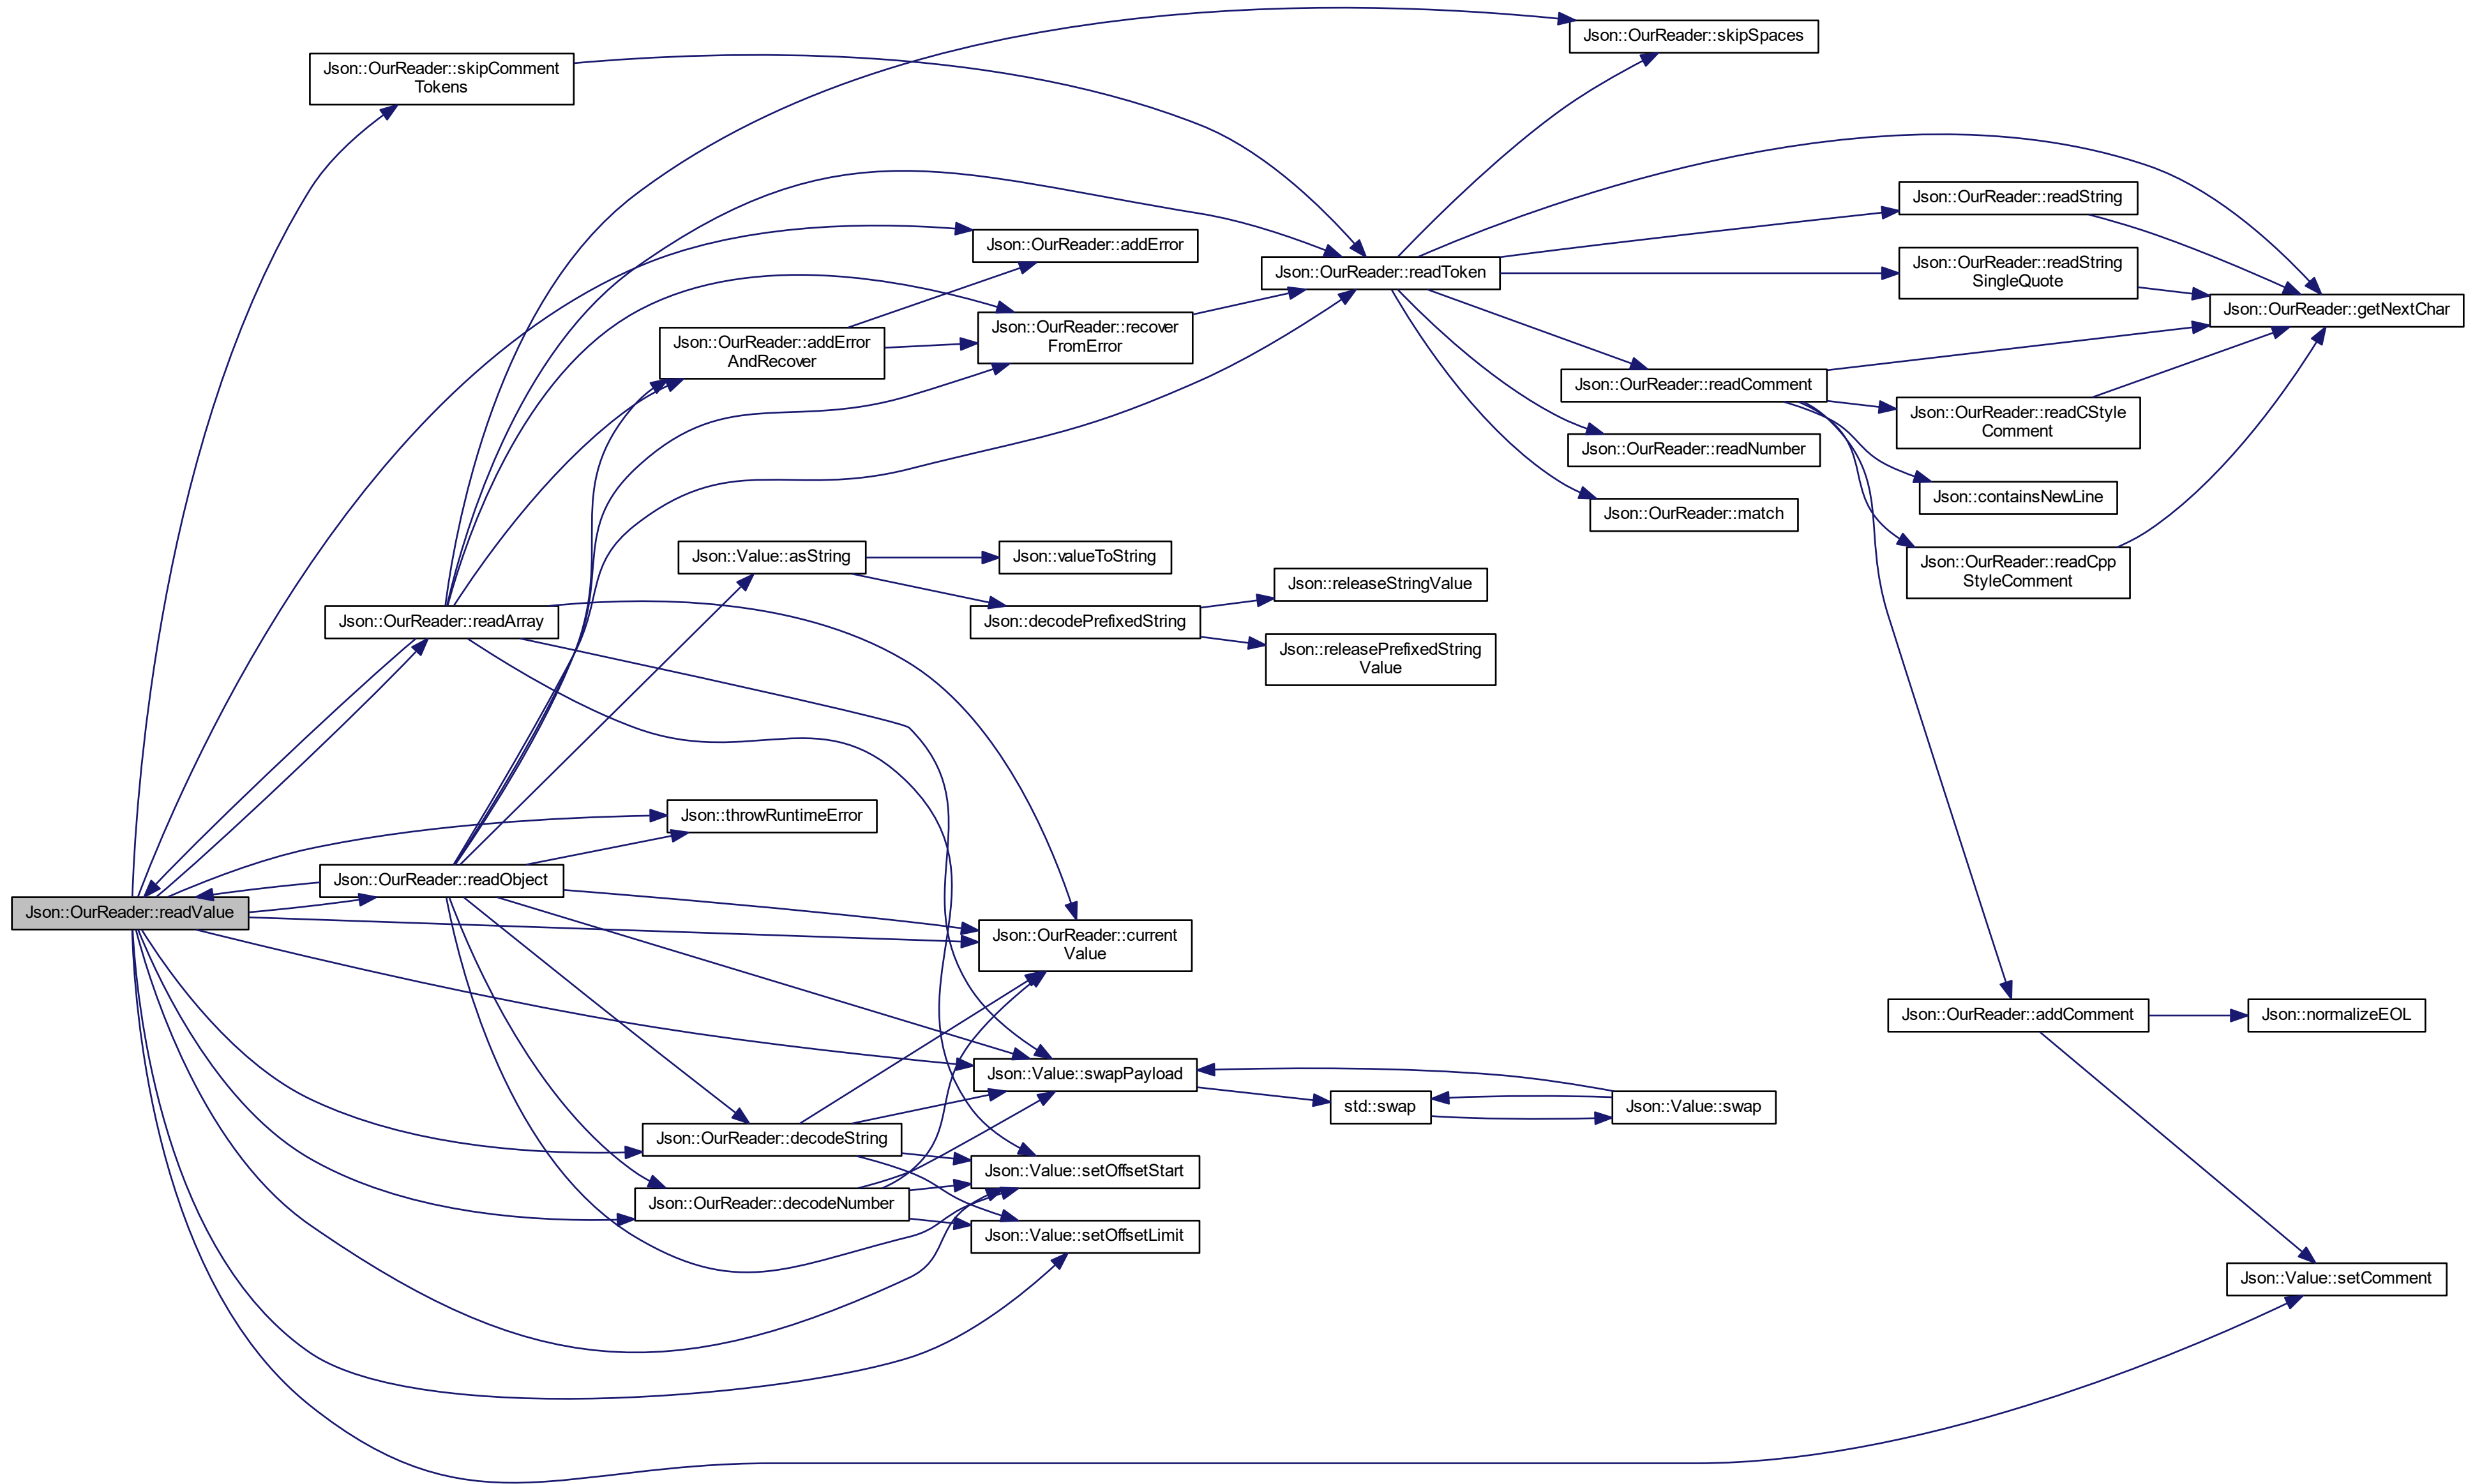 Json::OurReader::skipSpaces
Json::OurReader::skipComment
Tokens
Json::OurReader::readString
Json::OurReader::addError
Json::OurReader::readToken
Json::OurReader::readString
SingleQuote
Json::OurReader::getNextChar
Json::OurReader::recover
FromError
Json::OurReader::addError
AndRecover
Json::OurReader::readComment
Json::OurReader::readCStyle
Comment
Json::OurReader::readNumber
Json::containsNewLine
Json::OurReader::match
Json::Value::asString
Json::valueToString
Json::OurReader::readCpp
StyleComment
Json::releaseStringValue
Json::OurReader::readArray
Json::decodePrefixedString
Json::releasePrefixedString
Value
Json::throwRuntimeError
Json::OurReader::readObject
Json::OurReader::readValue
Json::OurReader::current
Value
Json::OurReader::addComment
Json::normalizeEOL
Json::Value::swapPayload
std::swap
Json::Value::swap
Json::OurReader::decodeString
Json::Value::setOffsetStart
Json::OurReader::decodeNumber
Json::Value::setOffsetLimit
Json::Value::setComment